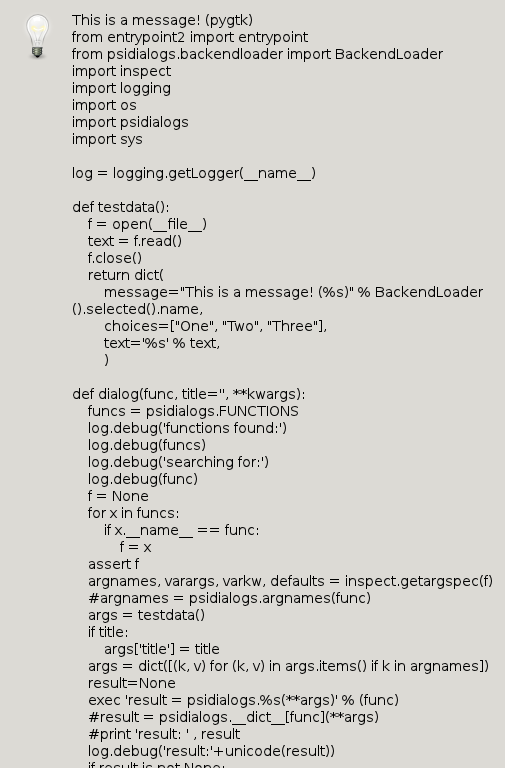 This is a message! (pygtk)
from entrypoint2 import entrypoint
from psidialogs.backendloader import BackendLoader
import inspect
import logging
import os
import psidialogs
import sys

log = logging.getLogger(__name__)

def testdata():
    f = open(__file__)
    text = f.read()
    f.close()
    return dict(
        message="This is a message! (%s)" % BackendLoader
().selected().name,
        choices=["One", "Two", "Three"],
        text='%s' % text,
        )

def dialog(func, title='', **kwargs):
    funcs = psidialogs.FUNCTIONS
    log.debug('functions found:')
    log.debug(funcs)
    log.debug('searching for:')
    log.debug(func)
    f = None
    for x in funcs:
        if x.__name__ == func:
            f = x
    assert f
    argnames, varargs, varkw, defaults = inspect.getargspec(f)
    #argnames = psidialogs.argnames(func)
    args = testdata()
    if title:
        args['title'] = title
    args = dict([(k, v) for (k, v) in args.items() if k in argnames])
    result=None
    exec 'result = psidialogs.%s(**args)' % (func)
    #result = psidialogs.__dict__[func](**args)
    #print 'result: ' , result
    log.debug('result:'+unicode(result))
    if result is not None: